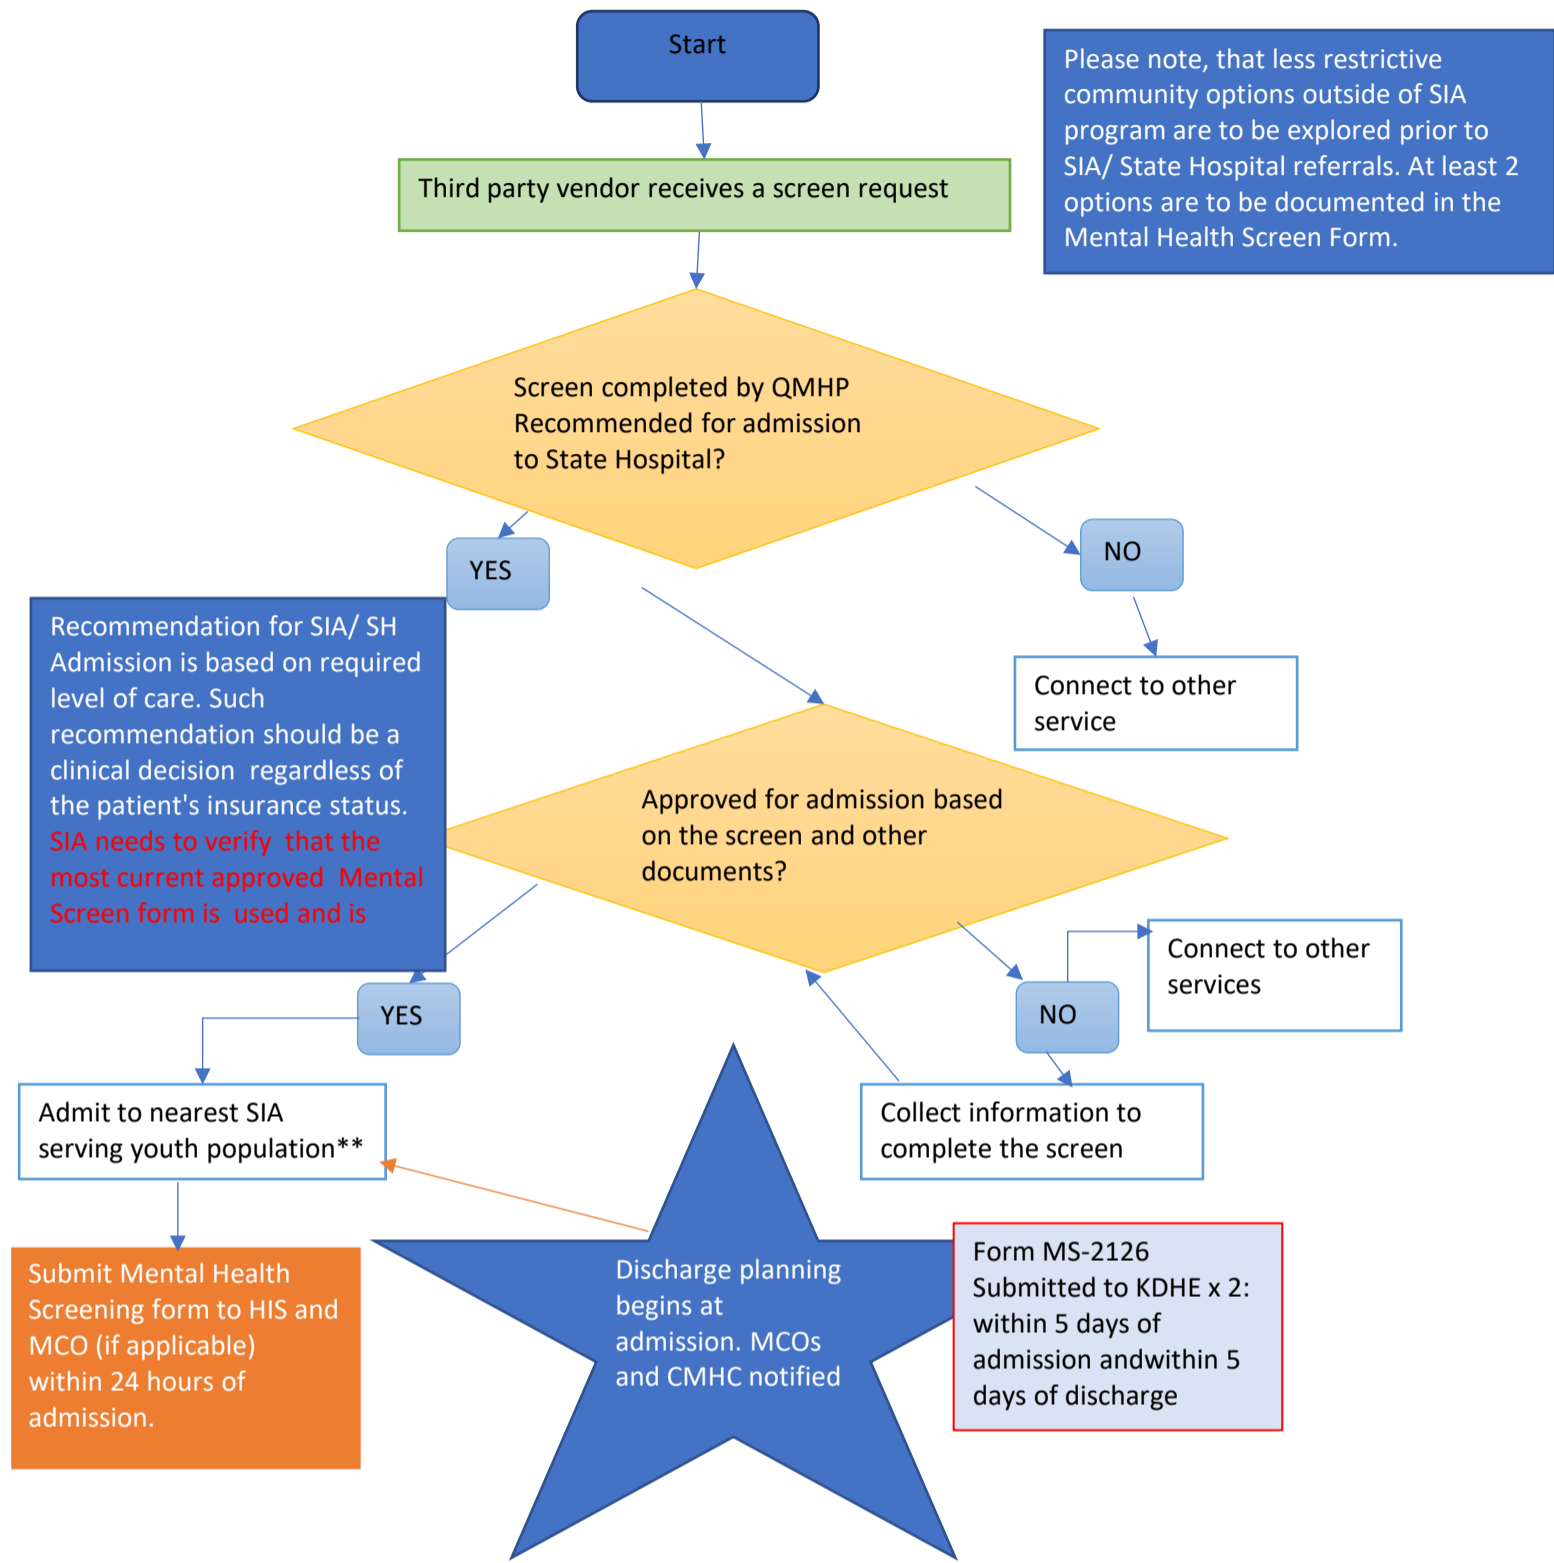 Start
Please note, that less restrictive
community options outside of SIA
program are to be explored prior to
SIA/ State Hospital referrals. At least 2
options are to be documented in the
Mental Health Screen Form.
Third party vendor receives a screen request
Screen completed by QMHP
Recommended for admission
to State Hospital?
YES
NO
Connect to other
service
Recommendation for SIA/ SH
Admission is based on required
level of care. Such
recommendation should be a
clinical decision  regardless of
the patient's insurance status.
SIA needs to verify  that the
most current approved  Mental
Screen form is  used and is
Approved for admission based
on the screen and other
documents?
YES
NO
Connect to other
services
Admit to nearest SIA
serving youth population**
Collect information to
complete the screen
Submit Mental Health
Screening form to HIS and
MCO (if applicable)
within 24 hours of
admission.
Discharge planning
begins at
admission. MCOs
and CMHC notified
Form MS-2126
Submitted to KDHE x 2:
within 5 days of
admission andwithin 5
days of discharge